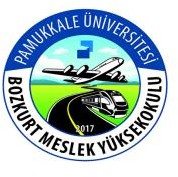 PAMUKKALE ÜNİVERSİTESİ
BOZKURT MESLEK YÜKSEKOKULU
2017